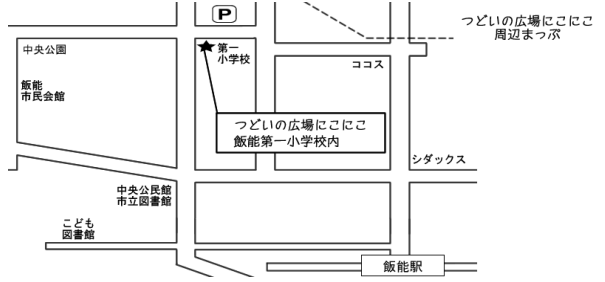 P
つどいの広場にこにこ
周辺まっぷ
中央公園
第一
小学校
ココス
飯能
市民会館
つどいの広場にこにこ
飯能第一小学校内
シダックス
中央公民館
市立図書館
こども
図書館
飯能駅